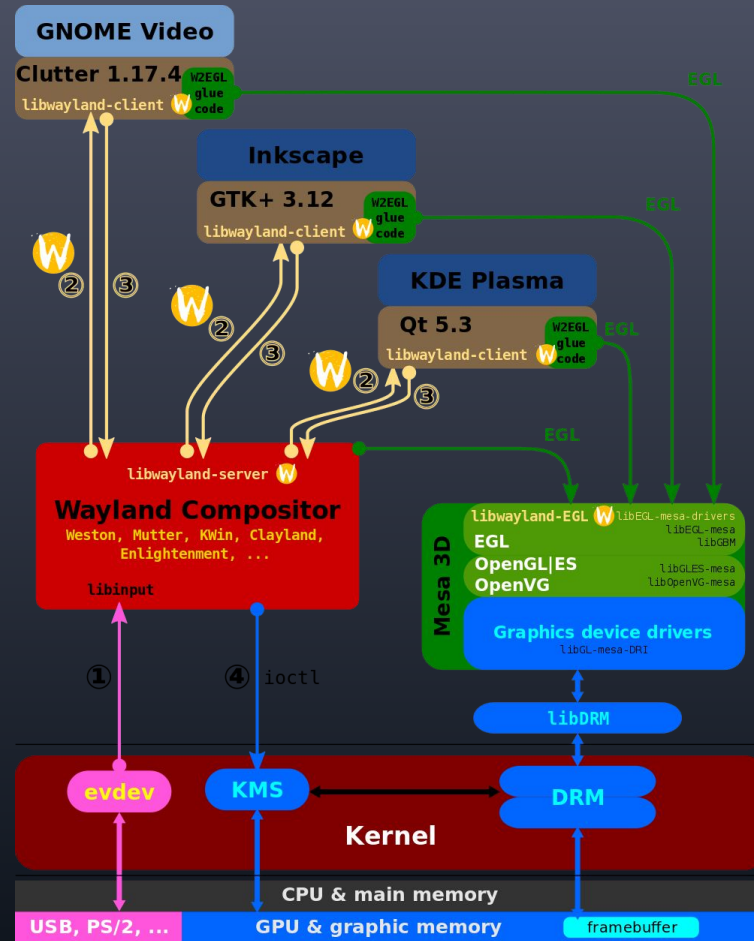 GNOME Video
Clutter 1.17.4
libwayland-client
W2EGL
glue
code
EGL
Inkscape
GTK+ 3.12
libwayland-client
W2EGL
glue
code
EGL
KDE Plasma
Qt 5.3
libwayland-client
W2EGL
glue
code
EGL
W
②
③
W
②
③
W
②
③
EGL
libwayland-server
Wayland Compositor
Weston, Mutter, KWin, Clayland,
Enlightenment, ...
libinput
Mesa 3D
libwayland-EGL
libEGL-mesa-drivers
libEGL-mesa
libGBM
EGL
OpenGL|ES
OpenVG
libGLES-mesa
libOpenVG-mesa
Graphics device drivers
libGL-mesa-DRI
①
④ ioctl
libDRM
evdev
KMS
DRM
Kernel
CPU & main memory
USB, PS/2, ...
GPU & graphic memory
framebuffer